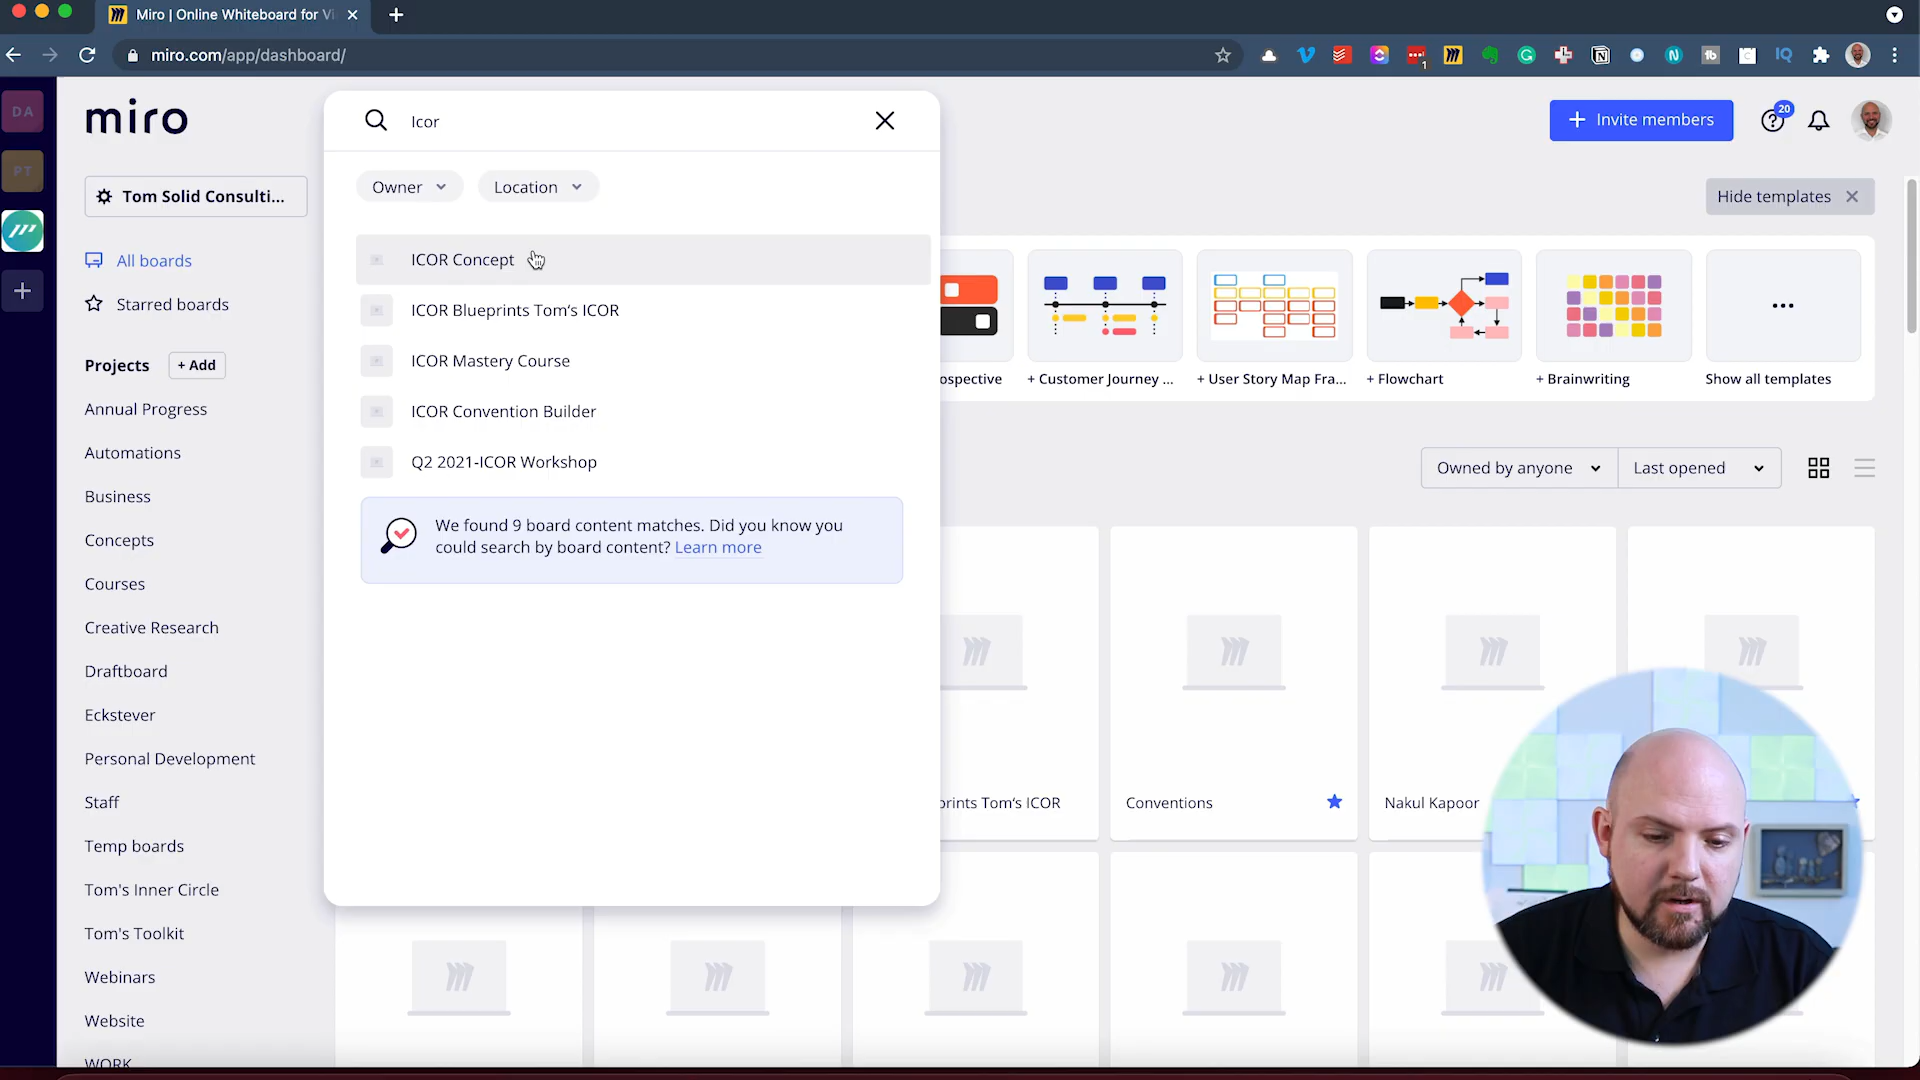 Miro | Online Whiteboard for Vi
miro.com/app/dashboard/
1
DA
PT
miro
Icor
Invite members
20
Tom Solid Consulti...
Owner
Location
Hide templates
All boards
Starred boards
ICOR Concept
ICOR Blueprints Tom's ICOR
ICOR Mastery Course
ICOR Convention Builder
Q2 2021-ICOR Workshop
We found 9 board content matches. Did you know you
could search by board content? Learn more
ospective
+ Customer Journey ...
+ User Story Map Fra...
+ Flowchart
+ Brainwriting
Show all templates
Projects
+ Add
Annual Progress
Automations
Business
Concepts
Courses
Creative Research
Draftboard
Eckstever
Personal Development
Staff
Temp boards
Tom's Inner Circle
Tom's Toolkit
Webinars
Website
WORK
Owned by anyone
Last opened
prints Tom's ICOR
Conventions
Nakul Kapoor